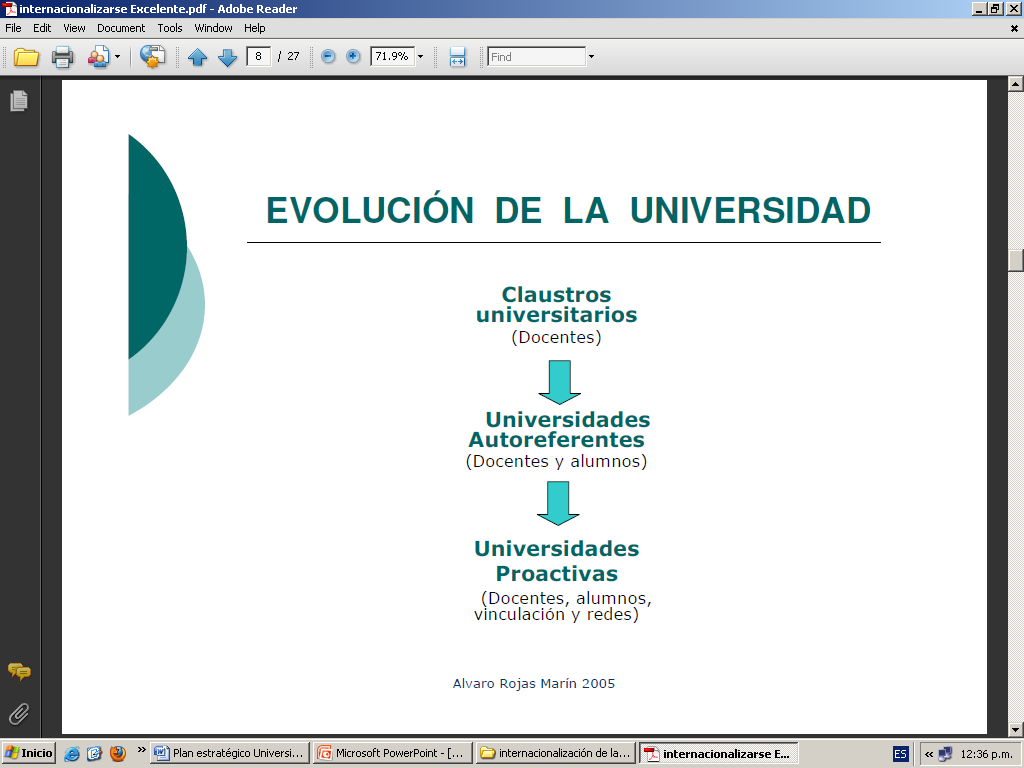 internacionalizarse Excelente.pdf - Adobe Reader
File Edit View Document Tools Window Help
8 / 27 71.9% Find
EVOLUCIÓN DE LA UNIVERSIDAD
Claustros
universitarios
(Docentes)
Universidades
Autoreferentes
(Docentes y alumnos)
Universidades
Proactivas
(Docentes, alumnos,
vinculación y redes)
Alvaro Rojas Marín 2005
Inicio » Plan estratégico Universi... Microsoft PowerPoint - [... internacionalización de la... internacionalizarse E... ES « 12:36 p.m.